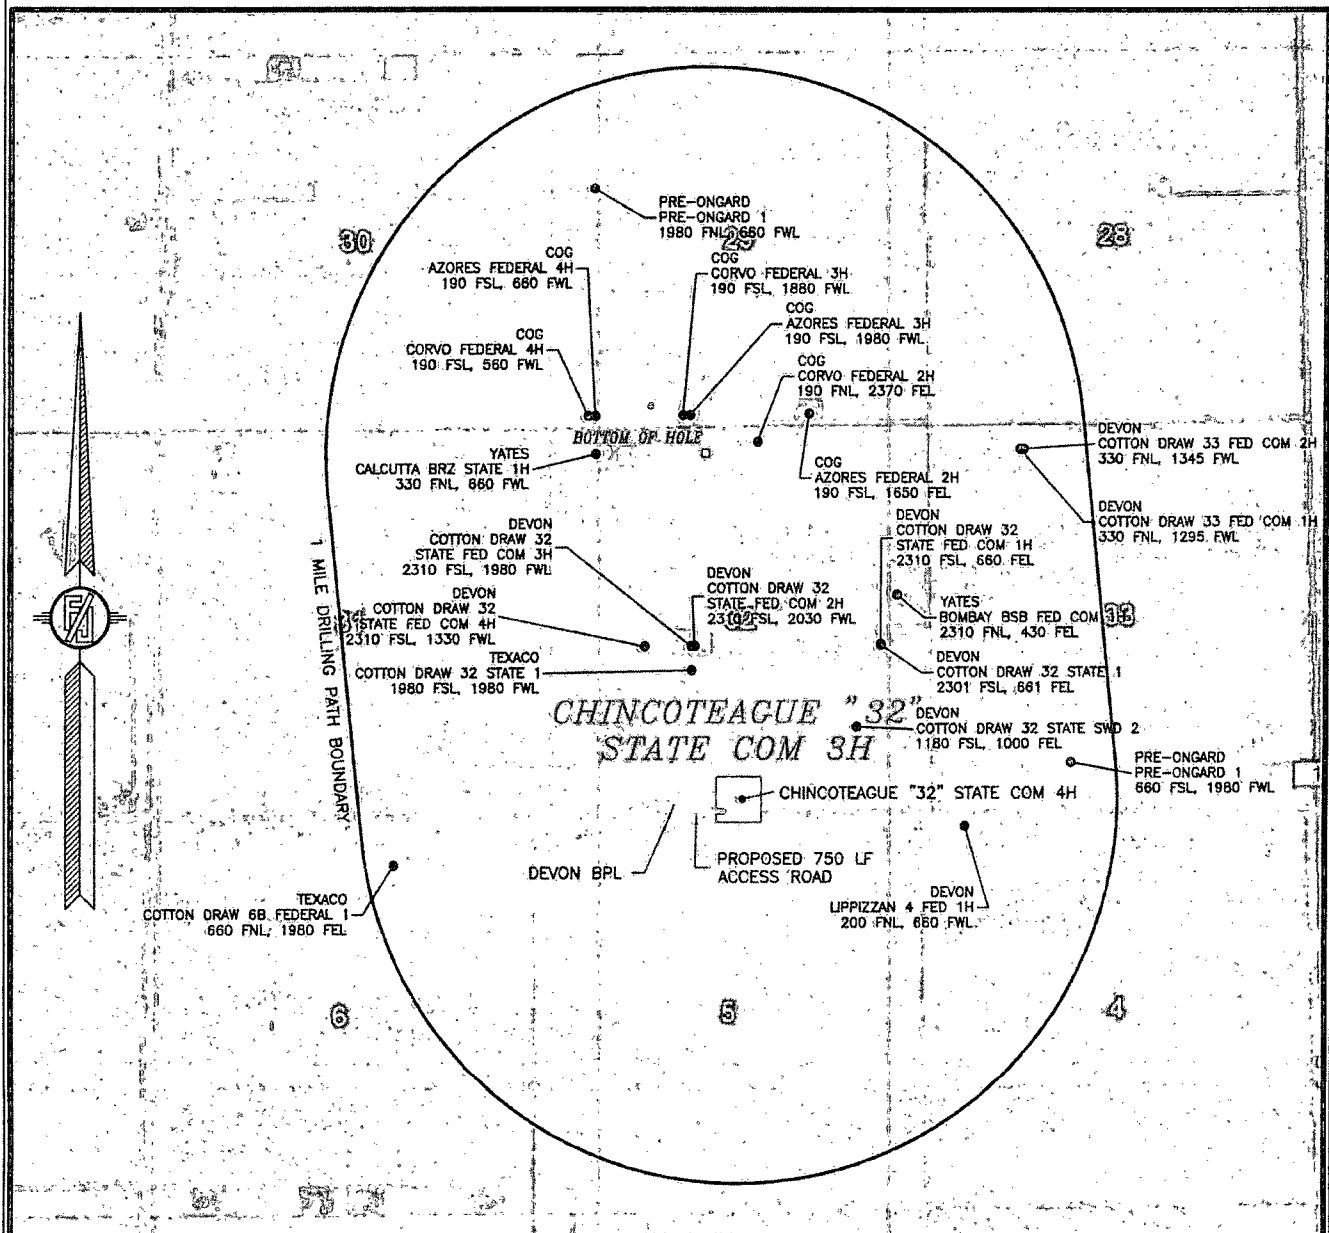 PRE-ONGARD
PRE-ONGARD 1
1980 FNL, 660 FWL
30
29
28
COG
AZORES FEDERAL 4H
190 FSL, 660 FWL
COG
CORVO FEDERAL 3H
190 FSL, 1880 FWL
COG
AZORES FEDERAL 3H
190 FSL, 1980 FWL
COG
CORVO FEDERAL 4H
190 FSL, 560 FWL
COG
CORVO FEDERAL 2H
190 FNL, 2370 FEL
BOTTOM OF HOLE
DEVON
COTTON DRAW 33 FED COM 2H
330 FNL, 1345 FWL
YATES
CALCUTTA BRZ STATE 1H
330 FNL, 660 FWL
COG
AZORES FEDERAL 2H
190 FSL, 1650 FEL
DEVON
COTTON DRAW 33 FED COM 1H
330 FNL, 1295 FWL
DEVON
COTTON DRAW 32
STATE FED COM 3H
2310 FSL, 1980 FWL
DEVON
COTTON DRAW 32
STATE FED COM 1H
2310 FSL, 660 FEL
1 MILE DRILLING PATH BOUNDARY
DEVON
COTTON DRAW 32
STATE FED COM 4H
2310 FSL, 1330 FWL
31
DEVON
COTTON DRAW 32
STATE FED COM 2H
2310 FSL, 2030 FWL
32
YATES
BOMBAY BSB FED COM
2310 FNL, 430 FEL
33
TEXACO
COTTON DRAW 32 STATE 1
1980 FSL, 1980 FWL
DEVON
COTTON DRAW 32 STATE 1
2301 FSL, 661 FEL
CHINCOTEAGUE "32"
STATE COM 3H
DEVON
COTTON DRAW 32 STATE SWD 2
1180 FSL, 1000 FEL
PRE-ONGARD
PRE-ONGARD 1
660 FSL, 1980 FWL
CHINCOTEAGUE "32" STATE COM 4H
DEVON BPL
PROPOSED 750 LF
ACCESS ROAD
TEXACO
COTTON DRAW 6B FEDERAL 1
660 FNL, 1980 FEL
DEVON
LIPPIZZAN 4 FED 1H
200 FNL, 660 FWL
6
5
4